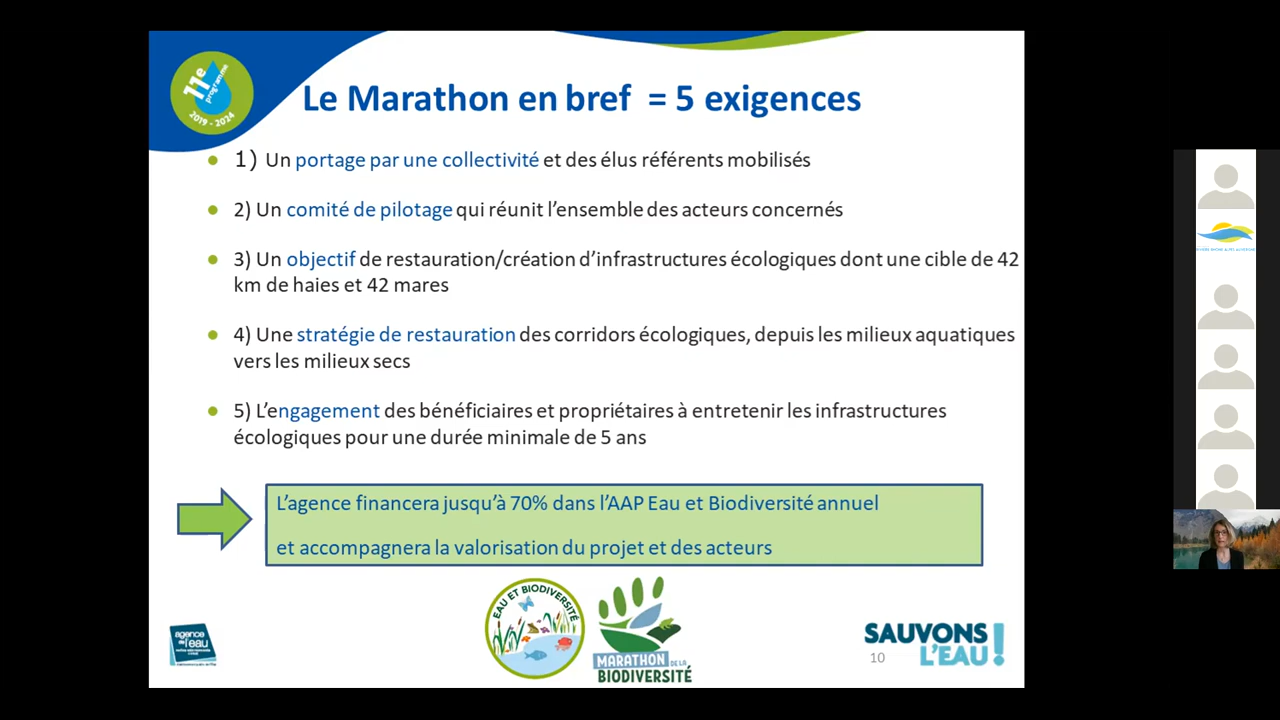 11e
programme
2019 - 2024
Le Marathon en bref = 5 exigences
1) Un portage par une collectivité et des élus référents mobilisés
2) Un comité de pilotage qui réunit l’ensemble des acteurs concernés
3) Un objectif de restauration/création d’infrastructures écologiques dont une cible de 42
km de haies et 42 mares
4) Une stratégie de restauration des corridors écologiques, depuis les milieux aquatiques
vers les milieux secs
5) L’engagement des bénéficiaires et propriétaires à entretenir les infrastructures
écologiques pour une durée minimale de 5 ans
L’agence financera jusqu’à 70% dans l’AAP Eau et Biodiversité annuel
et accompagnera la valorisation du projet et des acteurs
EAU ET BIODIVERSITÉ
MARATHON DE LA
BIODIVERSITÉ
agence
de l'eau
SAUVONS
L'EAU !
10